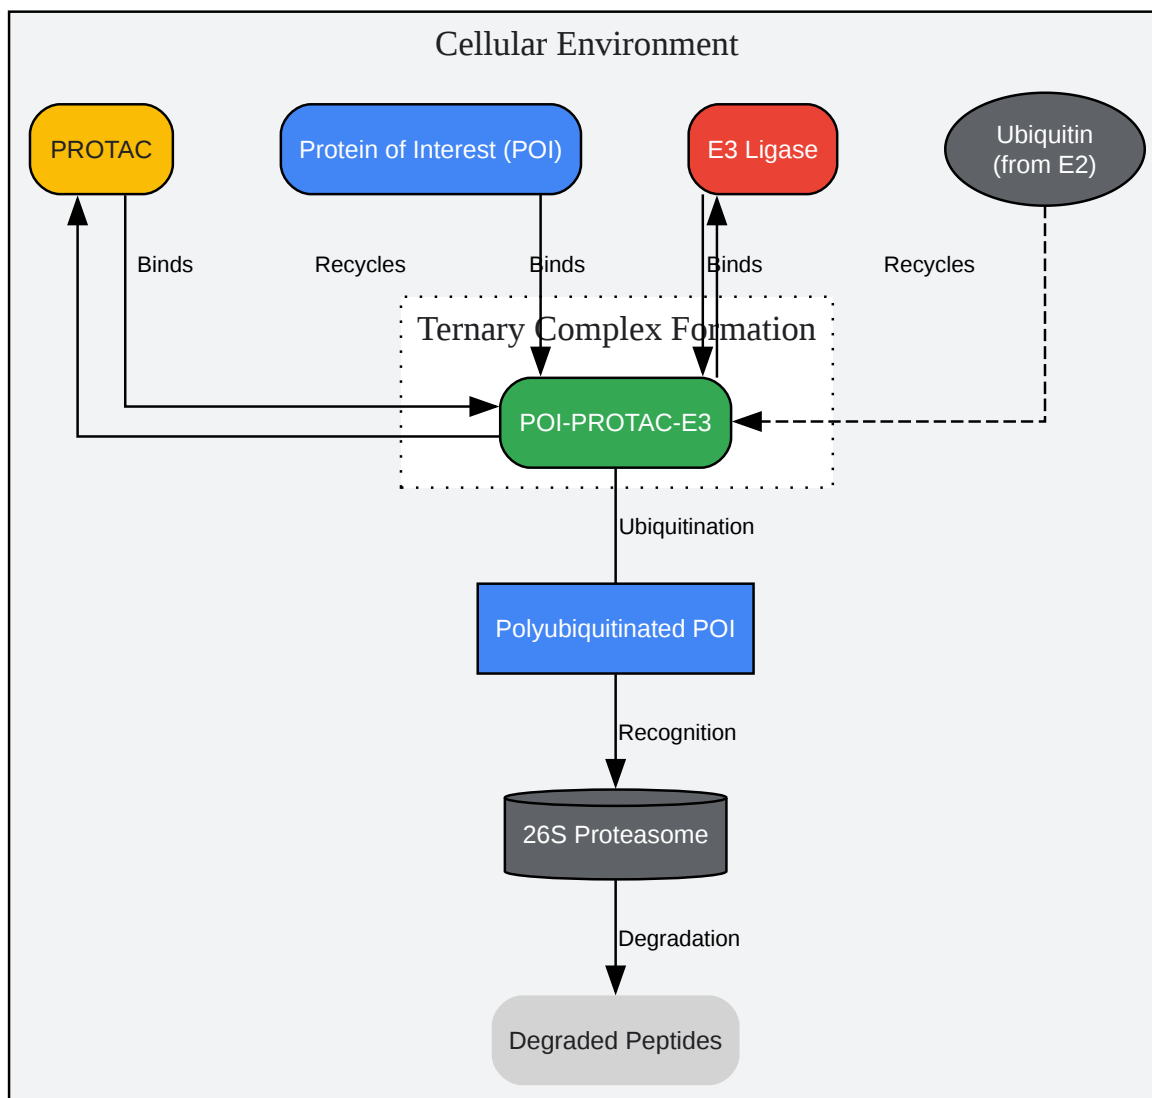 Cellular Environment
PROTAC
Protein of Interest (POI)
E3 Ligase
Ubiquitin
(from E2)
Binds
Recycles
Binds
Binds
Recycles
Ternary Complex Formation
POI-PROTAC-E3
Ubiquitination
Polyubiquitinated POI
Recognition
26S Proteasome
Degradation
Degraded Peptides